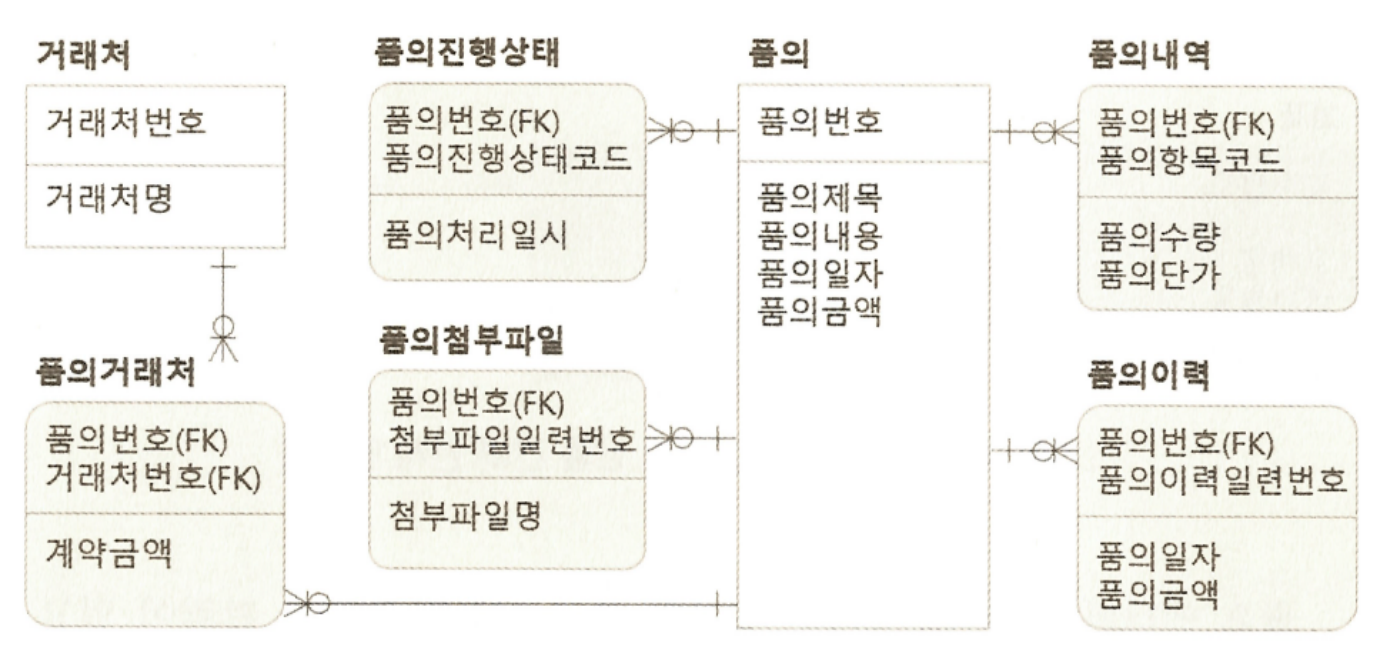 거래처
거래처번호
거래처명
품의진행상태
품의번호(FK)
품의진행상태코드
품의처리일시
품의
품의번호
품의제목
품의내용
품의일자
품의금액
품의내역
품의번호(FK)
품의항목코드
품의수량
품의단가
품의거래처
품의번호(FK)
거래처번호(FK)
계약금액
품의첨부파일
품의번호(FK)
첨부파일일련번호
첨부파일명
품의이력
품의번호(FK)
품의이력일련번호
품의일자
품의금액